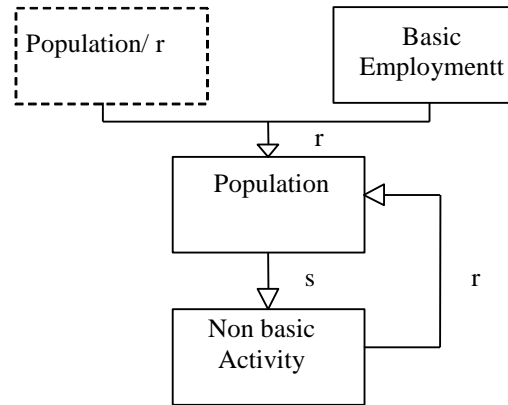 Population/ r
Basic
Employmentt
r
Population
s
r
Non basic
Activity